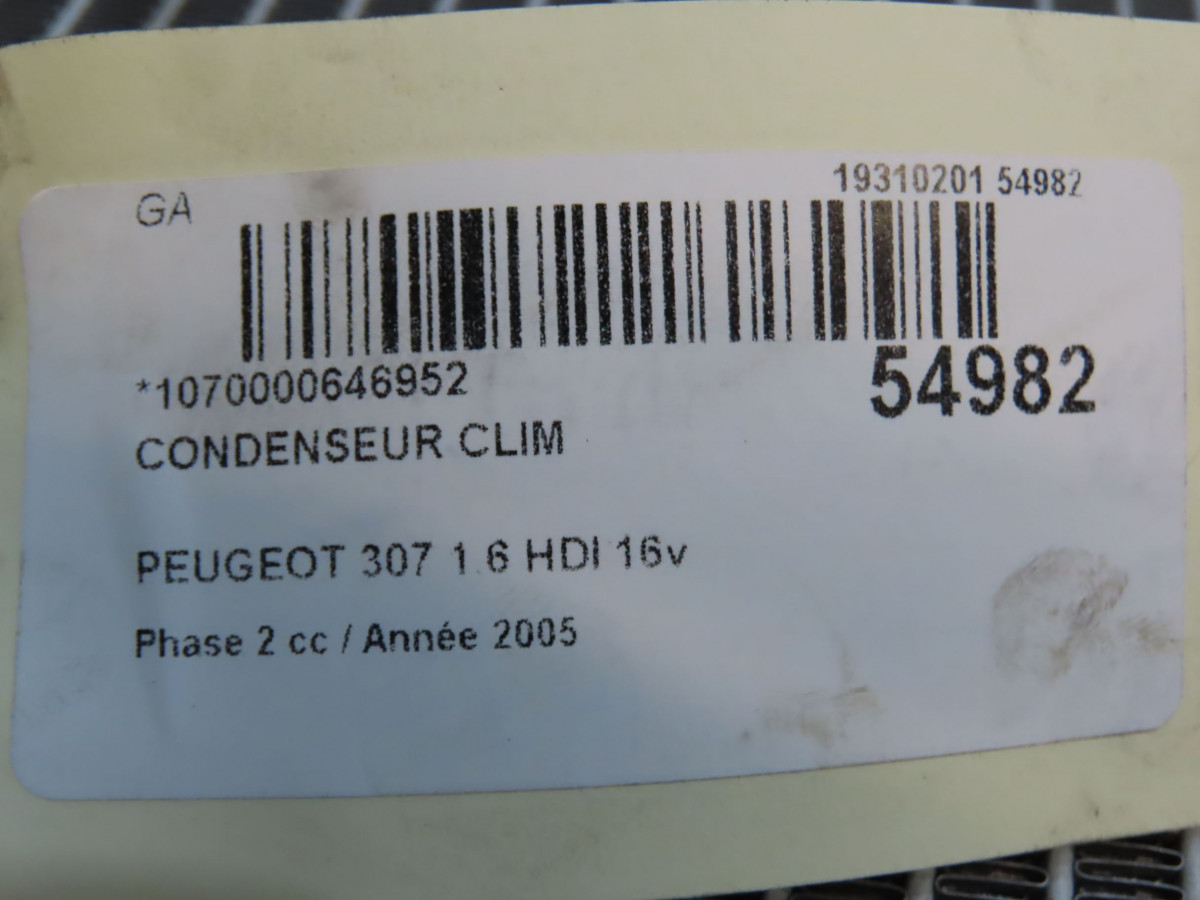 GA
19310201 54982
*1070000646952
54982
CONDENSEUR CLIM
PEUGEOT 307 1.6 HDI 16v
Phase 2 cc / Année 2005